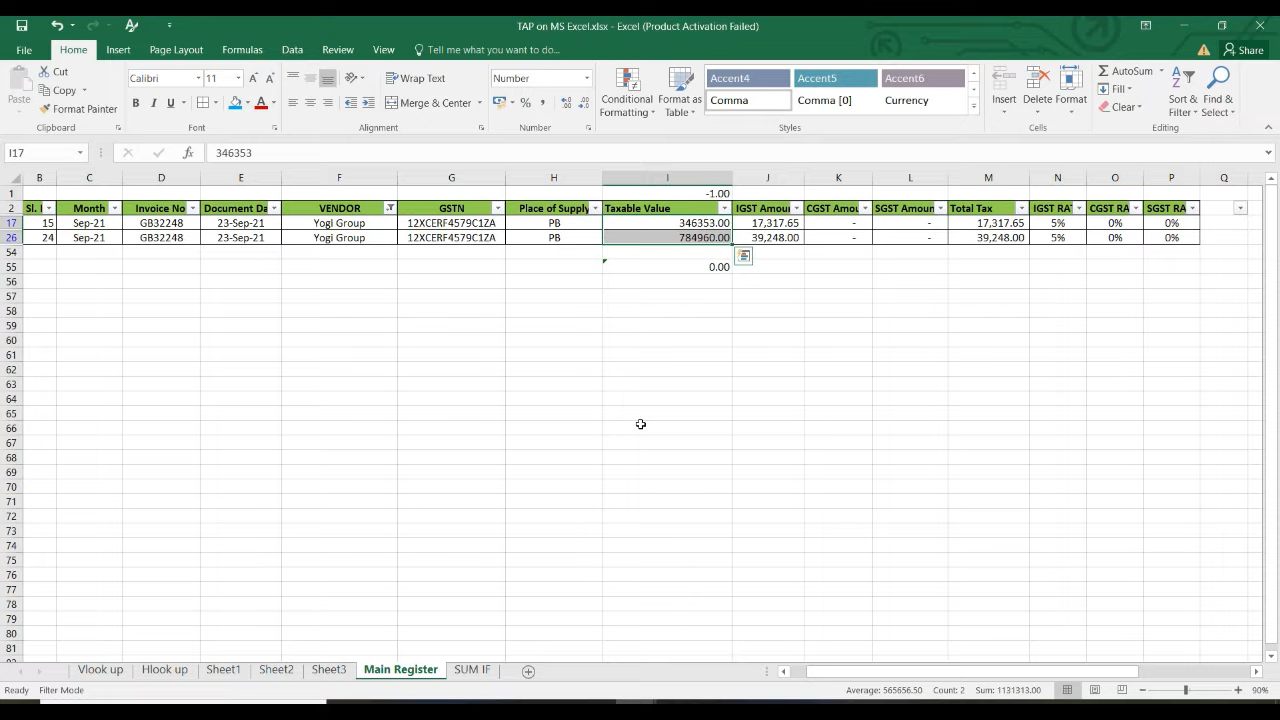 TAP on MS Excel.xlsx - Excel (Product Activation Failed)
File Home Insert Page Layout Formulas Data Review View Tell me what you want to do... Share
Cut
Copy
Format Painter
Paste
Clipboard
Calibri 11
B I U
Font
Wrap Text
Merge & Center
Alignment
Number
%
Number
Conditional Formatting
Format as Table
Accent4 Accent5 Accent6
Comma Comma [0] Currency
Styles
Insert Delete Format
Cells
AutoSum
Fill
Clear
Sort & Filter
Find & Select
Editing
I17 fx 346353
B C D E F G H I J K L M N O P Q
1 -1.00
2 Sl. Month Invoice No Document Da VENDOR GSTN Place of Supply Taxable Value IGST Amoun CGST Amou SGST Amoun Total Tax IGST RAT CGST RA SGST RA
17 15 Sep-21 GB32248 23-Sep-21 Yogi Group 12XCERF4579C1ZA PB 346353.00 17,317.65 - - 17,317.65 5% 0% 0%
26 24 Sep-21 GB32248 23-Sep-21 Yogi Group 12XCERF4579C1ZA PB 784960.00 39,248.00 - - 39,248.00 5% 0% 0%
54
55 0.00
56
57
58
59
60
61
62
63
64
65
66
67
68
69
70
71
72
73
74
75
76
77
78
79
80
81
Vlook up Hlook up Sheet1 Sheet2 Sheet3 Main Register SUM IF
Ready Filter Mode Average: 565656.50 Count: 2 Sum: 1131313.00 90%